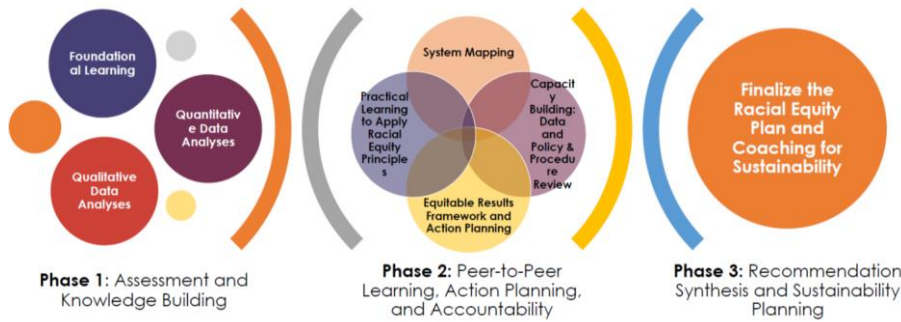 Foundation
al Learning
Quantitativ
e Data
Analyses
Qualitative
Data
Analyses
Phase 1: Assessment and
Knowledge Building
System Mapping
Practical
Learning
to Apply
Racial
Equity
Principle
s
Capacit
y
Building:
Data
and
Policy &
Procedu
re
Review
Equitable Results
Framework and
Action Planning
Phase 2: Peer-to-Peer
Learning, Action Planning,
and Accountability
Finalize the
Racial Equity
Plan and
Coaching for
Sustainability
Phase 3: Recommendation
Synthesis and Sustainability
Planning